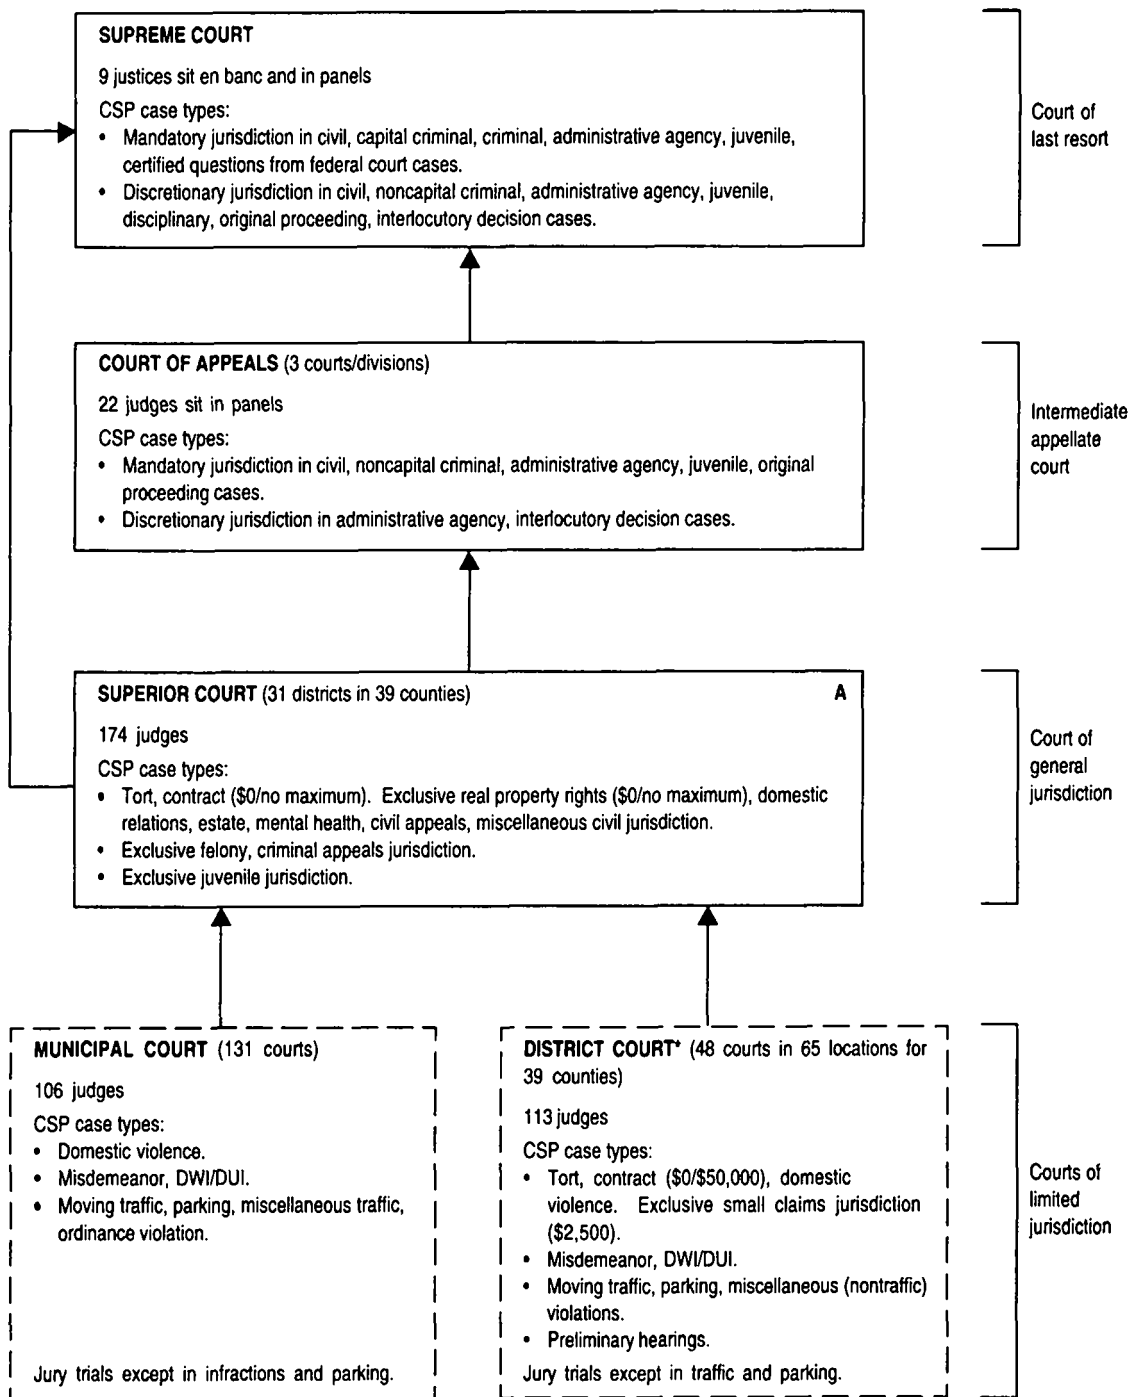 SUPREME COURT
9 justices sit en banc and in panels
CSP case types:
• Mandatory jurisdiction in civil, capital criminal, criminal, administrative agency, juvenile,
certified questions from federal court cases.
• Discretionary jurisdiction in civil, noncapital criminal, administrative agency, juvenile,
disciplinary, original proceeding, interlocutory decision cases.
Court of
last resort
COURT OF APPEALS (3 courts/divisions)
22 judges sit in panels
CSP case types:
• Mandatory jurisdiction in civil, noncapital criminal, administrative agency, juvenile, original
proceeding cases.
• Discretionary jurisdiction in administrative agency, interlocutory decision cases.
Intermediate
appellate
court
SUPERIOR COURT (31 districts in 39 counties) A
174 judges
CSP case types:
• Tort, contract ($0/no maximum). Exclusive real property rights ($0/no maximum), domestic
relations, estate, mental health, civil appeals, miscellaneous civil jurisdiction.
• Exclusive felony, criminal appeals jurisdiction.
• Exclusive juvenile jurisdiction.
Court of
general
jurisdiction
MUNICIPAL COURT (131 courts)
106 judges
CSP case types:
• Domestic violence.
• Misdemeanor, DWI/DUI.
• Moving traffic, parking, miscellaneous traffic,
ordinance violation.
Jury trials except in infractions and parking.
DISTRICT COURT* (48 courts in 65 locations for
39 counties)
113 judges
CSP case types:
• Tort, contract ($0/$50,000), domestic
violence. Exclusive small claims jurisdiction
($2,500).
• Misdemeanor, DWI/DUI.
• Moving traffic, parking, miscellaneous (nontraffic)
violations.
• Preliminary hearings.
Jury trials except in traffic and parking.
Courts of
limited
jurisdiction